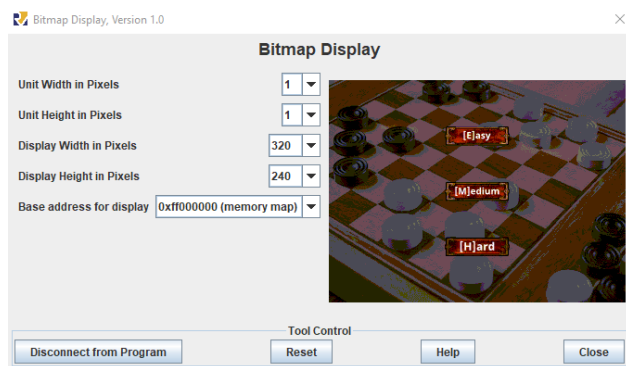 Bitmap Display, Version 1.0
Bitmap Display
Unit Width in Pixels 1
Unit Height in Pixels 1
Display Width in Pixels 320
Display Height in Pixels 240
Base address for display 0xff000000 (memory map)
[E]asy
[M]edium
[H]ard
Tool Control
Disconnect from Program Reset Help Close